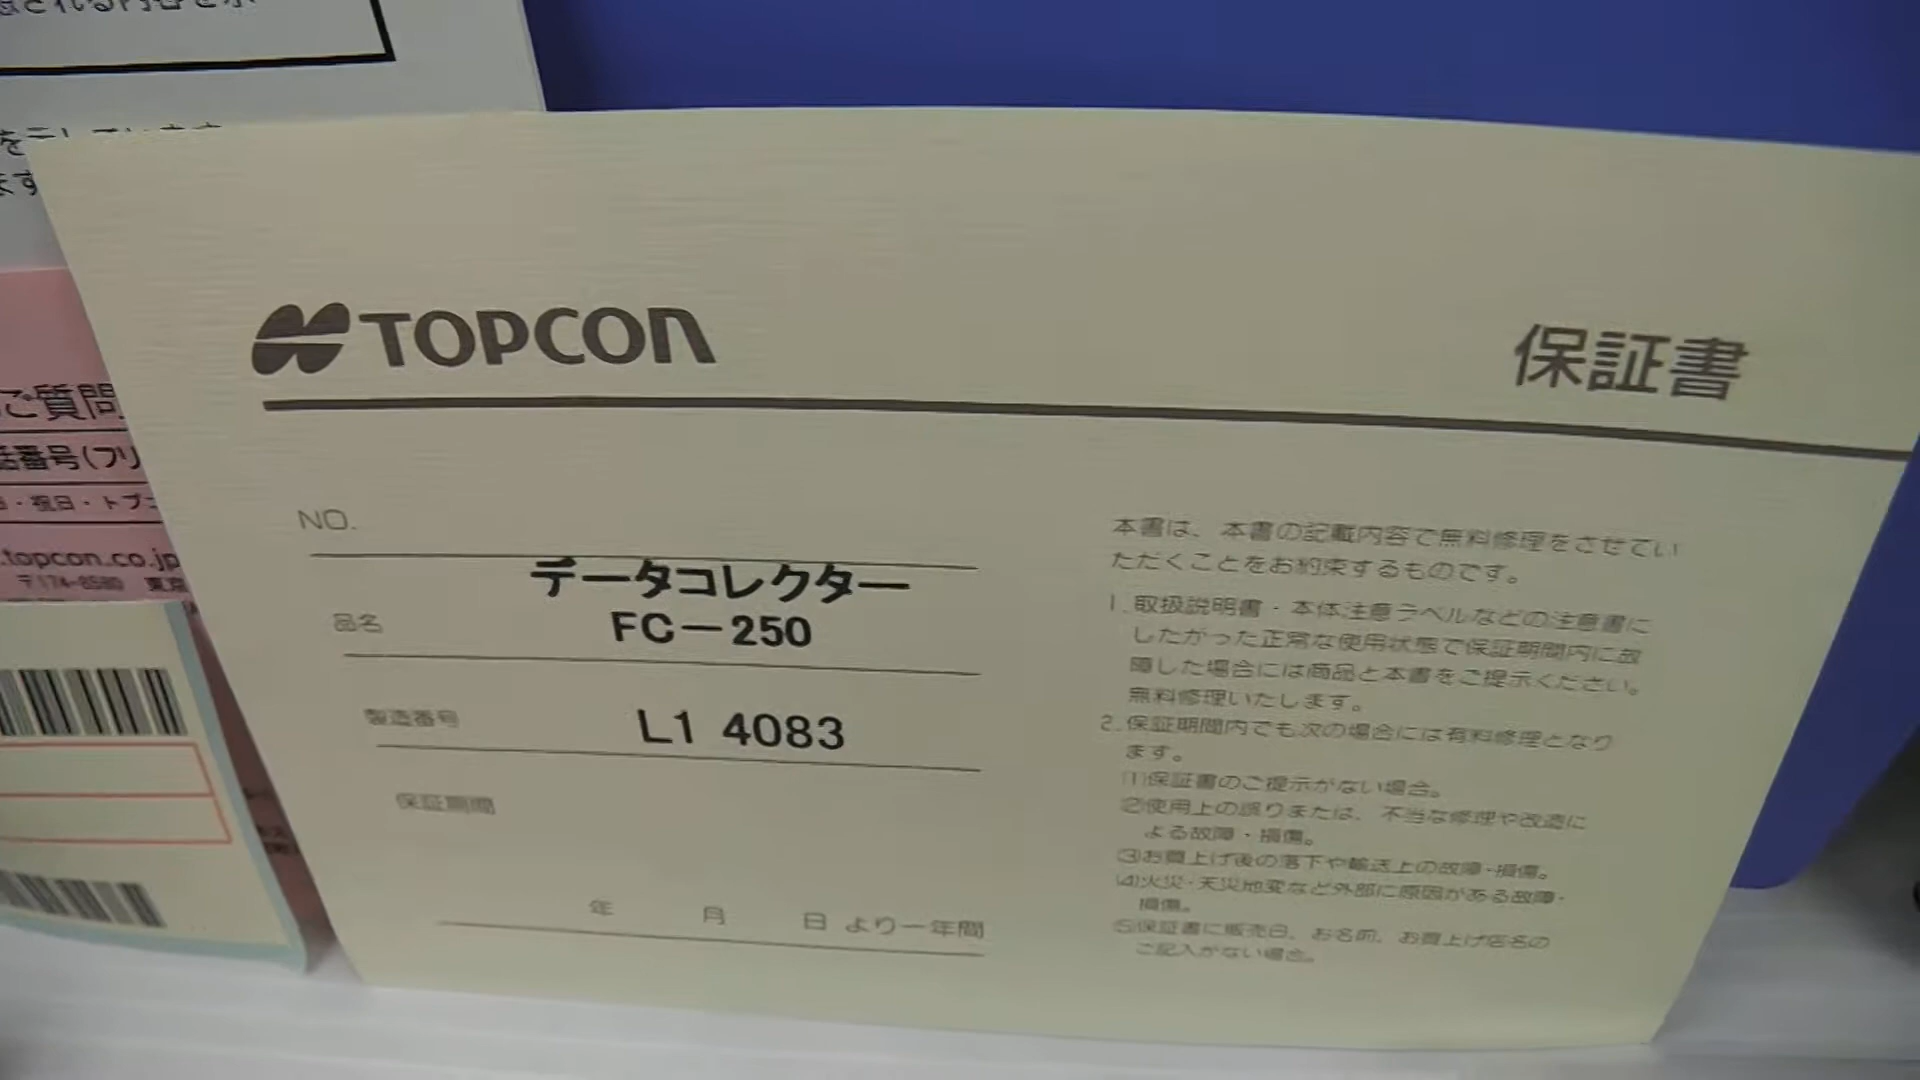 ご質問
話番号(フリ
・祝日・トプコ
.topcon.co.jp
〒174-8580 東京
TOPCON
保証書
NO.
データコレクター
品名 FC-250
製造番号 L1 4083
保証期間
年 月 日より一年間
本書は、本書の記載内容で無料修理をさせてい
ただくことをお約束するものです。
1.取扱説明書・本体注意ラベルなどの注意書に
したがった正常な使用状態で保証期間内に故
障した場合には商品と本書をご提示ください。
無料修理いたします。
2.保証期間内でも次の場合には有料修理となり
ます。
(1)保証書のご提示がない場合。
(2)使用上の誤りまたは、不当な修理や改造に
よる故障・損傷。
(3)お買上げ後の落下や輸送上の故障・損傷。
(4)火災・天災地変など外部に原因がある故障・
損傷。
(5)保証書に販売日、お名前、お買上げ店名の
ご記入がない場合。